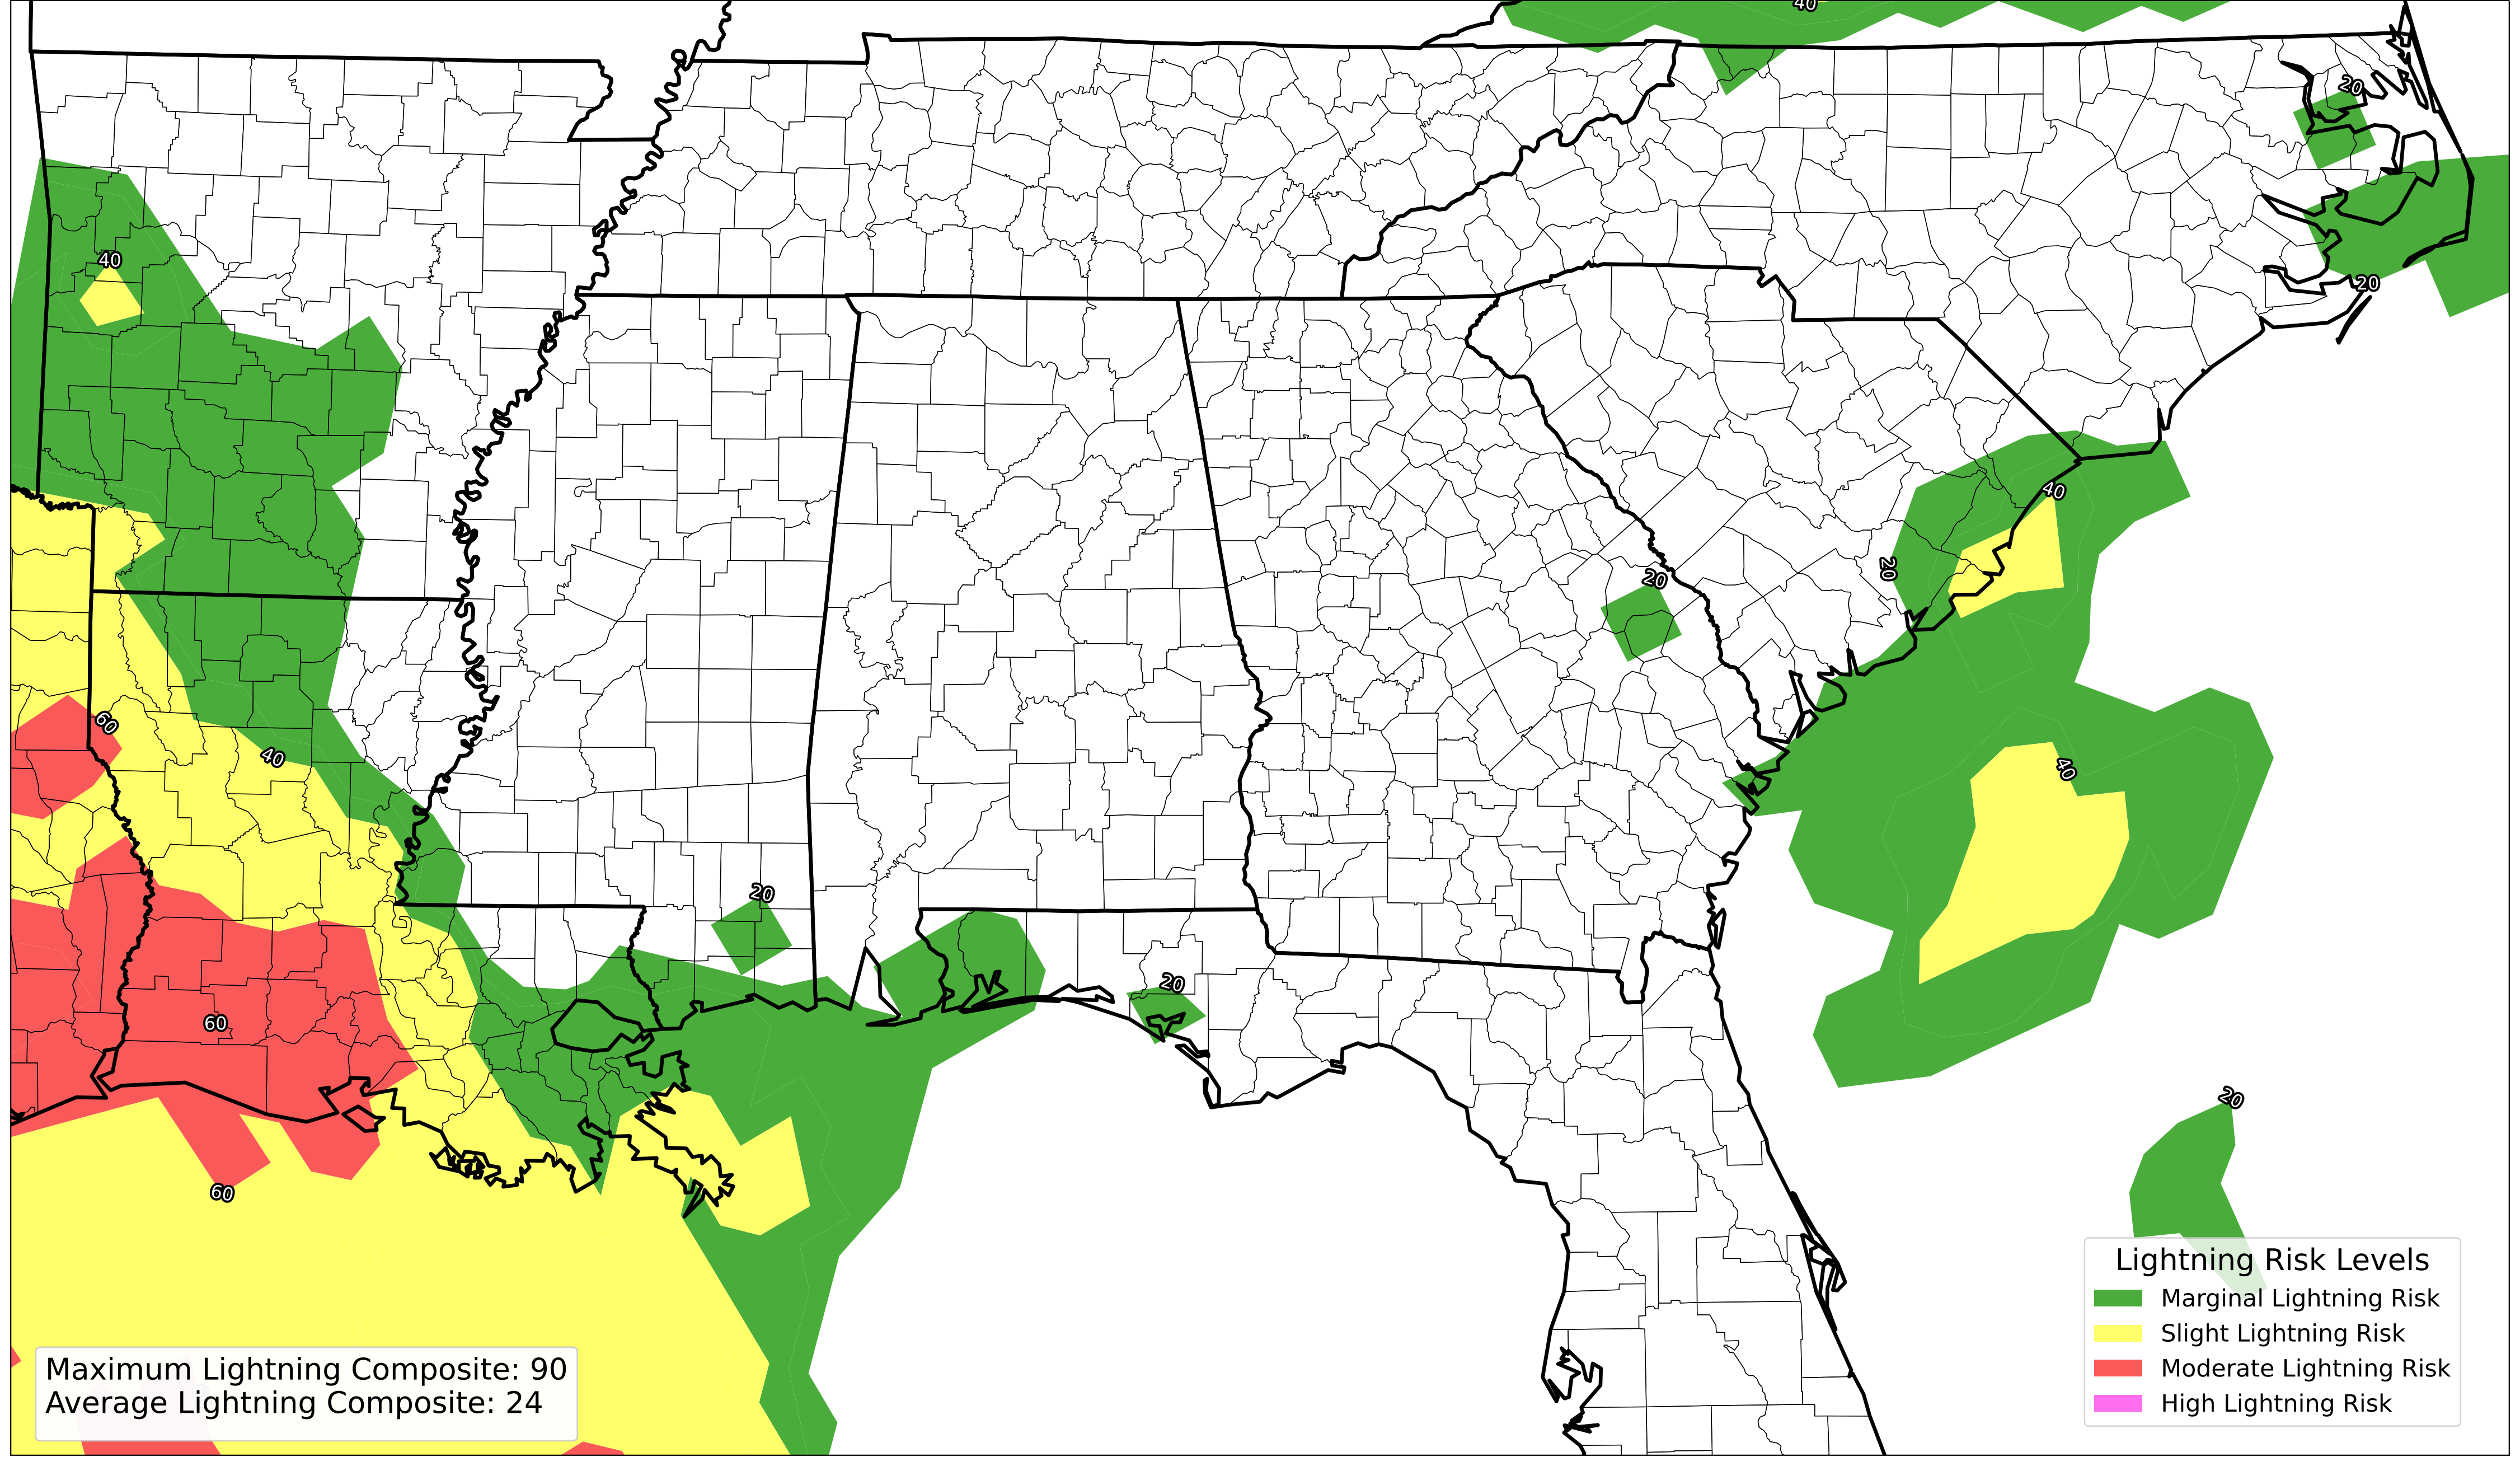 40
20
40
20
40
20
20
60
40
40
20
20
60
20
60
Lightning Risk Levels
Marginal Lightning Risk
Slight Lightning Risk
Moderate Lightning Risk
High Lightning Risk
Maximum Lightning Composite: 90
Average Lightning Composite: 24